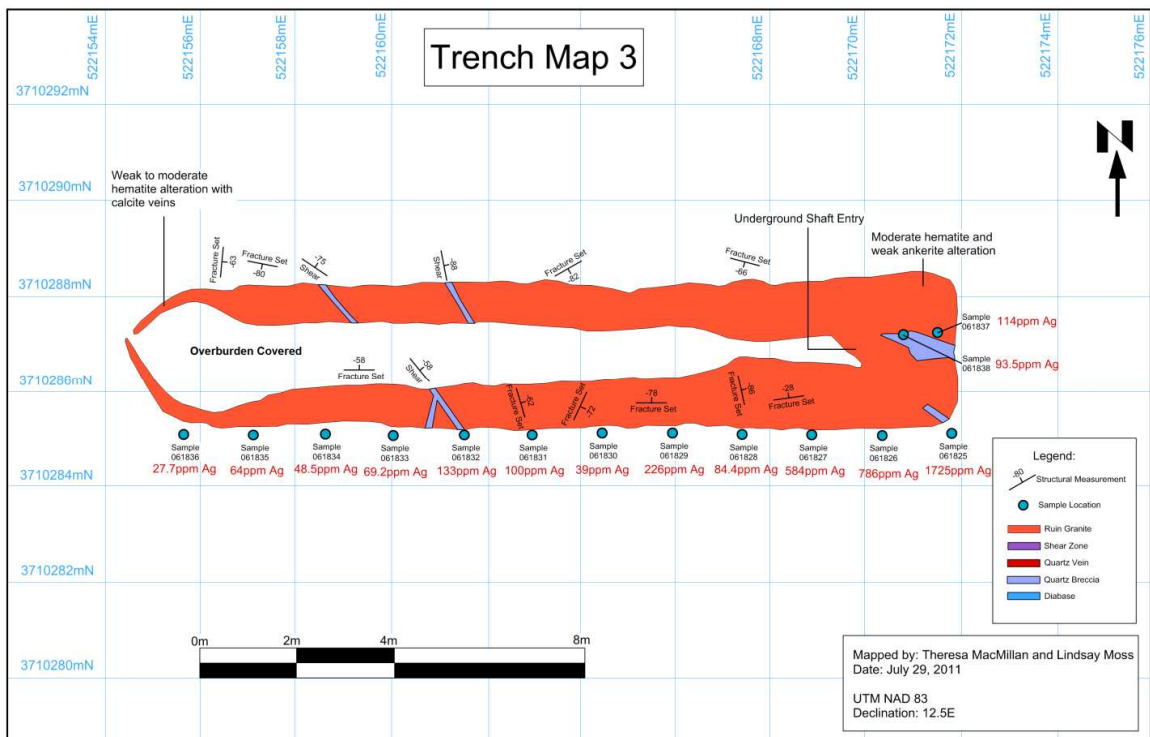 522154mE
522156mE
522158mE
522160mE
522168mE
522170mE
522172mE
522174mE
522176mE
Trench Map 3
3710292mN
3710290mN
3710288mN
3710286mN
3710284mN
3710282mN
3710280mN
Weak to moderate
hematite alteration with
calcite veins
Underground Shaft Entry
Moderate hematite and
weak ankerite alteration
Fracture Set
-63
Fracture Set
-80
-75
Shear
Shear
-88
Fracture Set
-82
Fracture Set
-66
Sample
061837
114ppm Ag
Sample
061838
93.5ppm Ag
Overburden Covered
-58
Fracture Set
-58
Shear
-62
Fracture Set
Fracture Set
-72
-78
Fracture Set
-86
Fracture Set
-28
Fracture Set
Sample
061836
27.7ppm Ag
Sample
061835
64ppm Ag
Sample
061834
48.5ppm Ag
Sample
061833
69.2ppm Ag
Sample
061832
133ppm Ag
Sample
061831
100ppm Ag
Sample
061830
39ppm Ag
Sample
061829
226ppm Ag
Sample
061828
84.4ppm Ag
Sample
061827
584ppm Ag
Sample
061826
786ppm Ag
Sample
061825
1725ppm Ag
Legend:
-80
Structural Measurement
Sample Location
Ruin Granite
Shear Zone
Quartz Vein
Quartz Breccia
Diabase
0m
2m
4m
8m
Mapped by: Theresa MacMillan and Lindsay Moss
Date: July 29, 2011
UTM NAD 83
Declination: 12.5E
N